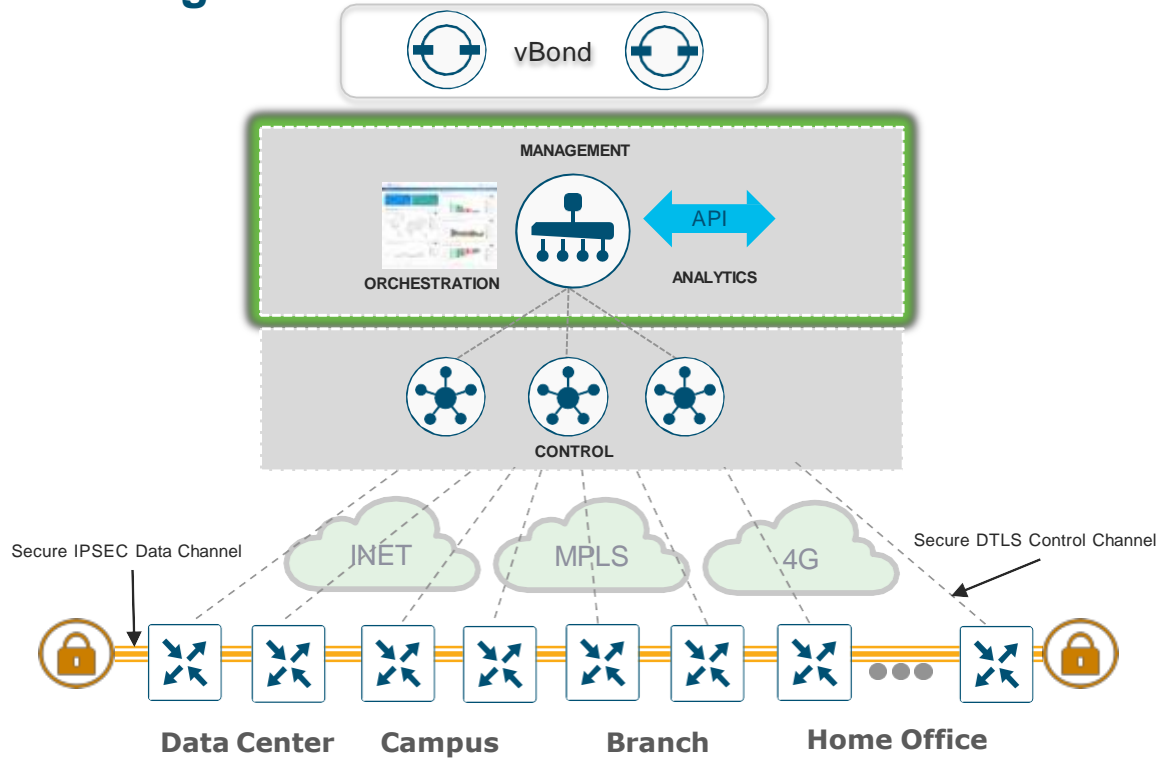 g
vBond
MANAGEMENT
API
ORCHESTRATION
ANALYTICS
CONTROL
INET
MPLS
4G
Secure IPSEC Data Channel
Secure DTLS Control Channel
Data Center
Campus
Branch
Home Office